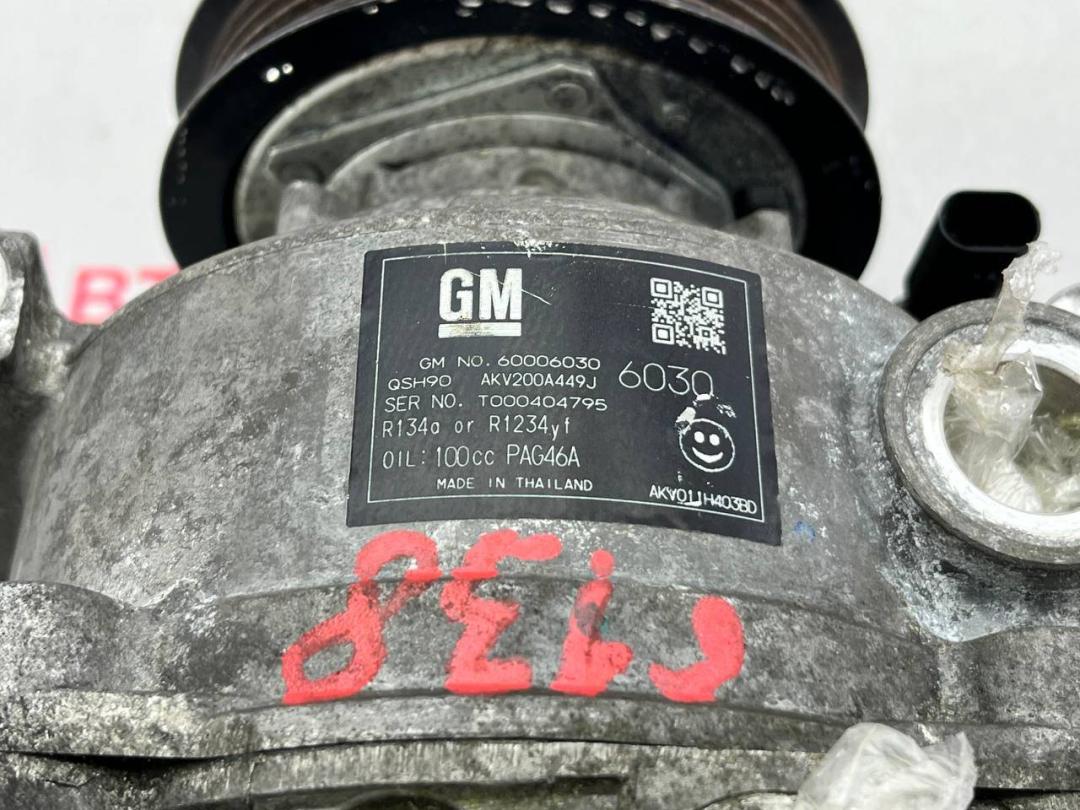 GM
GM NO. 60006030
QSH90 AKV200A449J 6030
SER NO. T000404795
R134a or R1234yf
OIL: 100cc PAG46A
MADE IN THAILAND
AKV011H403BD